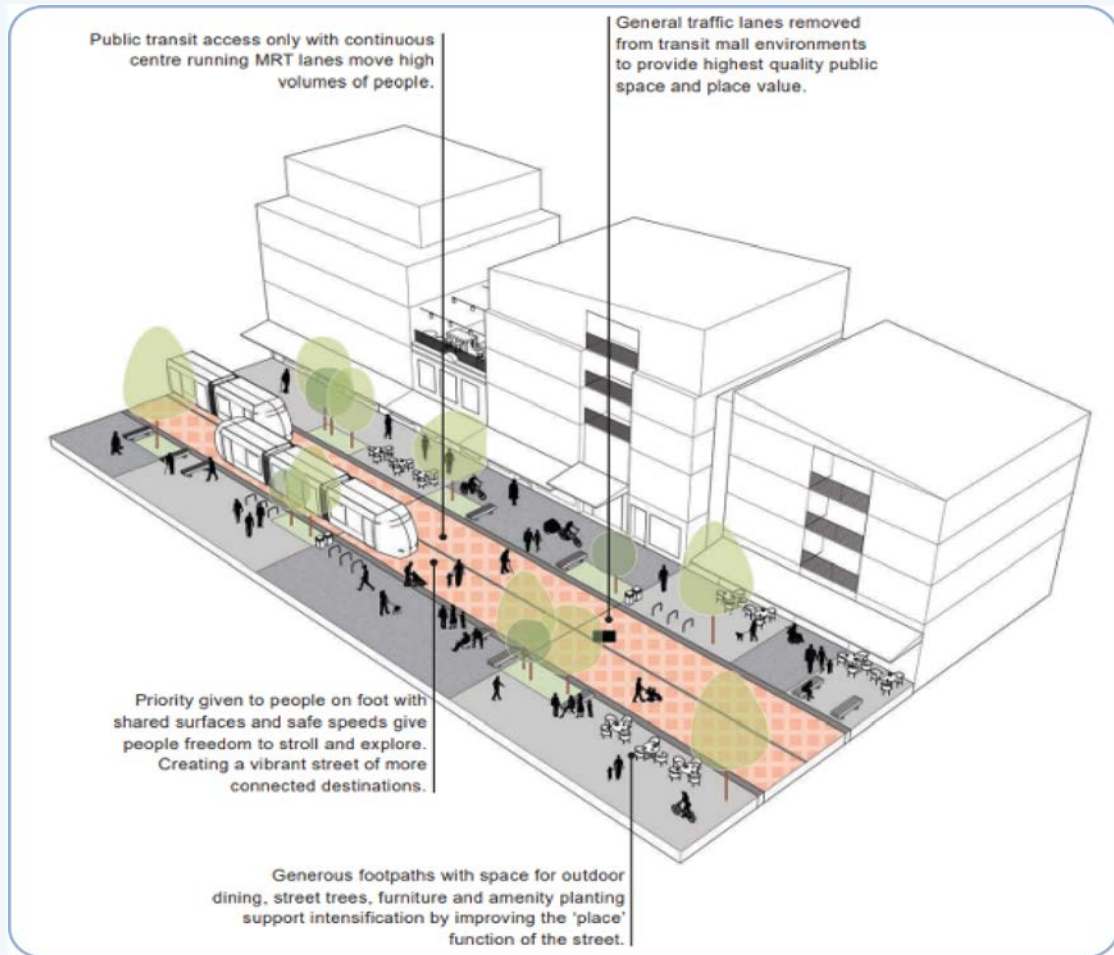 Public transit access only with continuous
centre running MRT lanes move high
volumes of people.
General traffic lanes removed
from transit mall environments
to provide highest quality public
space and place value.
Priority given to people on foot with
shared surfaces and safe speeds give
people freedom to stroll and explore.
Creating a vibrant street of more
connected destinations.
Generous footpaths with space for outdoor
dining, street trees, furniture and amenity planting
support intensification by improving the ‘place’
function of the street.